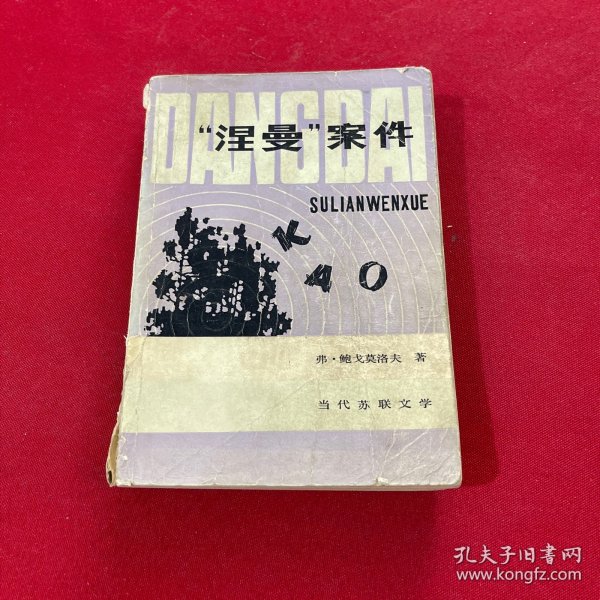 DANGDAI
“涅曼”案件
SULIANWENXUE
K
40
弗·鲍戈莫洛夫 著
当代苏联文学
孔夫子旧书网
www.kongfz.com